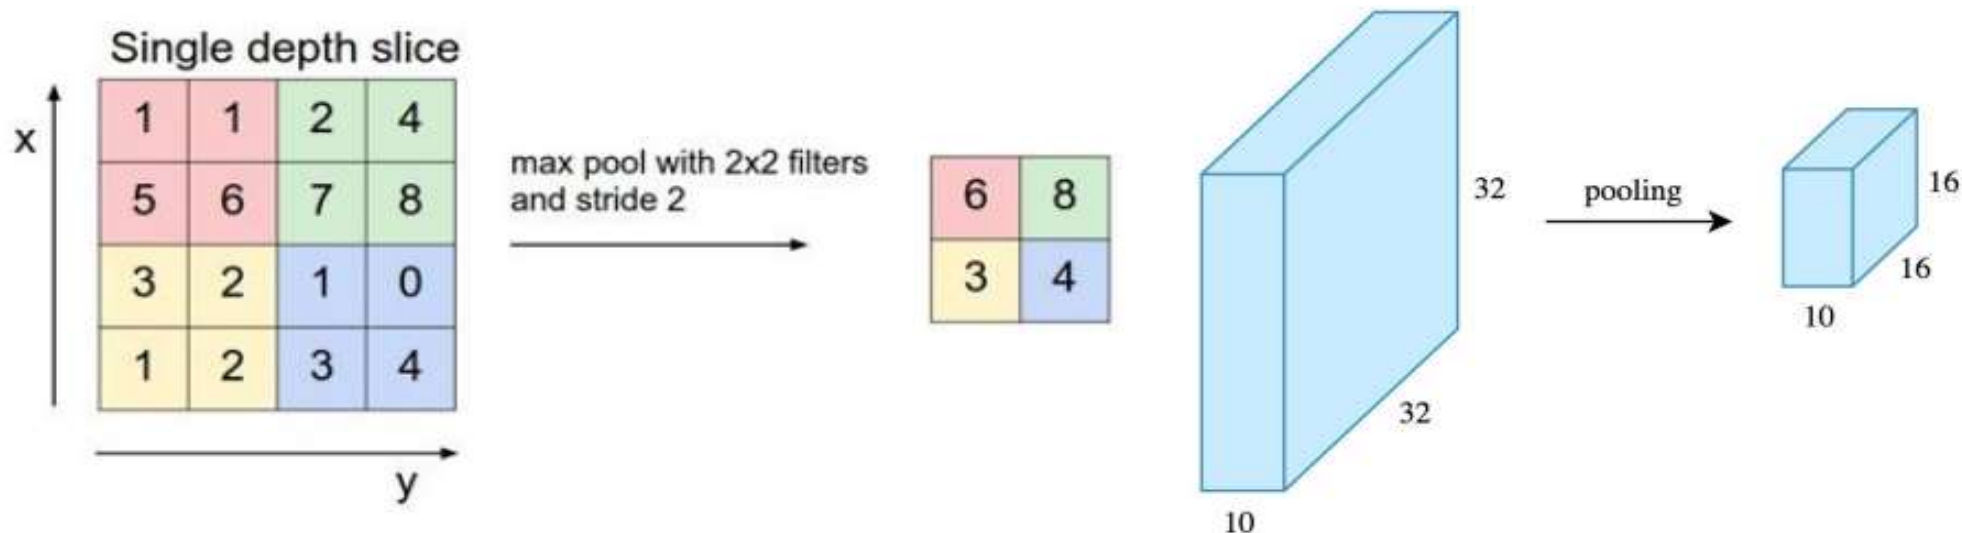 Single depth slice
x
1 1 2 4
5 6 7 8
3 2 1 0
1 2 3 4
y
max pool with 2x2 filters
and stride 2
6 8
3 4
32
32
10
pooling
16
16
10